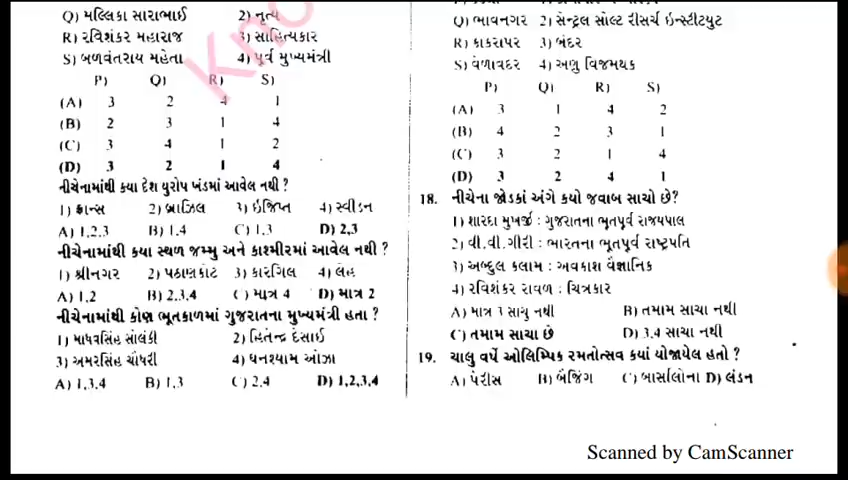 Q) મલ્લિકા સારાભાઈ 2) નૃત્ય
R) રવિશંકર મહારાજ 3) સાહિત્યકાર
S) બળવંતરાય મહેતા 4) પૂર્વ મુખ્યમંત્રી
P) Q) R) S)
(A) 3 2 4 1
(B) 2 3 1 4
(C) 3 4 1 2
(D) 3 2 1 4
નીચેનામાંથી કયા દેશ યુરોપ ખંડમાં આવેલ નથી ?
1) ફ્રાન્સ 2) બ્રાઝિલ 3) ઇજિપ્ત 4) સ્વીડન
A) 1,2,3 B) 1,4 C) 1,3 D) 2,3
નીચેનામાંથી કયા સ્થળ જમ્મુ અને કાશ્મીરમાં આવેલ નથી ?
1) શ્રીનગર 2) પઠાણકોટ 3) કારગિલ 4) લેહ
A) 1,2 B) 2,3,4 C) માત્ર 4 D) માત્ર 2
નીચેનામાંથી કોણ ભૂતકાળમાં ગુજરાતના મુખ્યમંત્રી હતા ?
1) માધવસિંહ સોલંકી 2) હિતેન્દ્ર દેસાઈ
3) અમરસિંહ ચૌધરી 4) ઘનશ્યામ ઓઝા
A) 1,3,4 B) 1,3 C) 2,4 D) 1,2,3,4
Q) ભાવનગર 2) સેન્ટ્રલ સોલ્ટ રીસર્ચ ઇન્સ્ટીટયુટ
R) કાકરાપર 3) બંદર
S) વેળાવદર 4) અણુ વિજમથક
P) Q) R) S)
(A) 3 1 4 2
(B) 4 2 3 1
(C) 3 2 1 4
(D) 3 2 4 1
18. નીચેના જોડકાં અંગે કયો જવાબ સાચો છે?
1) શારદા મુખર્જી : ગુજરાતના ભૂતપૂર્વ રાજયપાલ
2) વી.વી.ગીરી : ભારતના ભૂતપૂર્વ રાષ્ટ્રપતિ
3) અબ્દુલ કલામ : અવકાશ વૈજ્ઞાનિક
4) રવિશંકર રાવળ : ચિત્રકાર
A) માત્ર 3 સાચુ નથી B) તમામ સાચા નથી
C) તમામ સાચા છે D) 3,4 સાચા નથી
19. ચાલુ વર્ષે ઓલિમ્પિક રમતોત્સવ કયાં યોજાયેલ હતો ?
A) પેરીસ B) બૈજિંગ C) બાર્સાલોના D) લંડન
Scanned by CamScanner